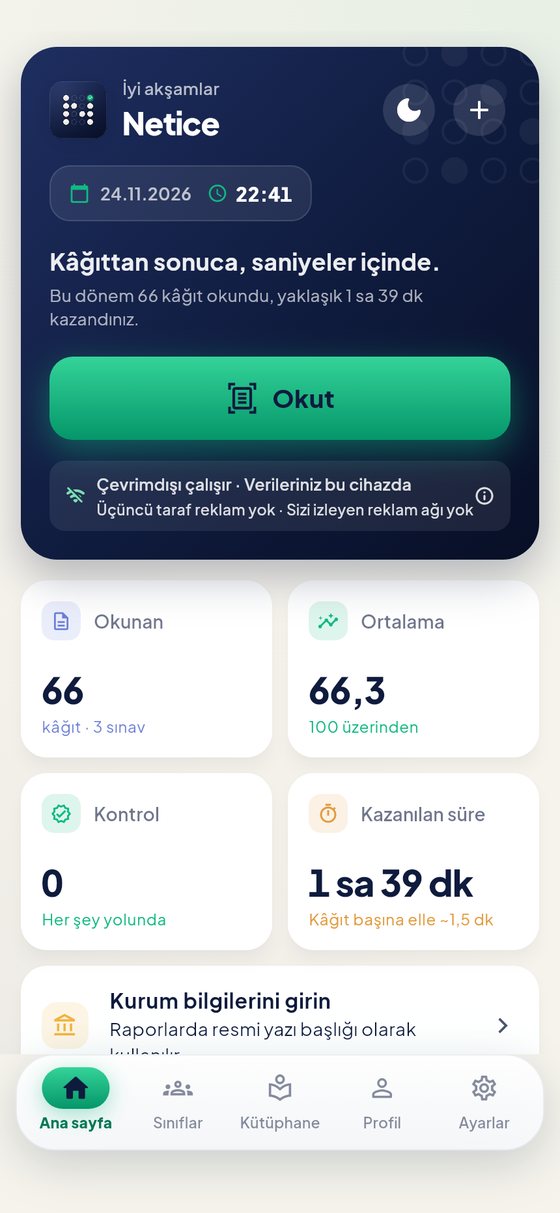 İyi akşamlar
Netice
24.11.2026 22:41
Kâğıttan sonuca, saniyeler içinde.
Bu dönem 66 kâğıt okundu, yaklaşık 1 sa 39 dk
kazandınız.
Okut
Çevrimdışı çalışır · Verileriniz bu cihazda
Üçüncü taraf reklam yok · Sizi izleyen reklam ağı yok
Okunan
66
kâğıt · 3 sınav
Ortalama
66,3
100 üzerinden
Kontrol
0
Her şey yolunda
Kazanılan süre
1 sa 39 dk
Kâğıt başına elle ~1,5 dk
Kurum bilgilerini girin
Raporlarda resmi yazı başlığı olarak
kullanılır
Ana sayfa
Sınıflar
Kütüphane
Profil
Ayarlar